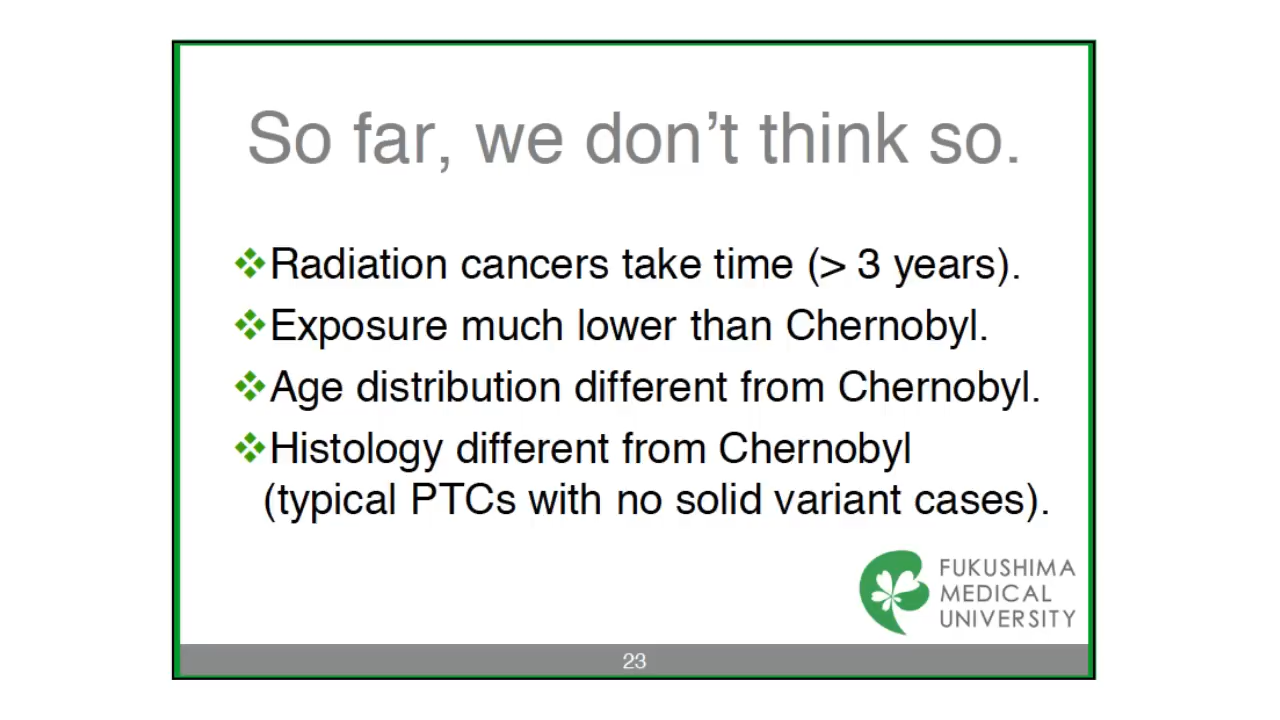 So far, we don't think so.
Radiation cancers take time (> 3 years).
Exposure much lower than Chernobyl.
Age distribution different from Chernobyl.
Histology different from Chernobyl
(typical PTCs with no solid variant cases).
FUKUSHIMA
MEDICAL
UNIVERSITY
23